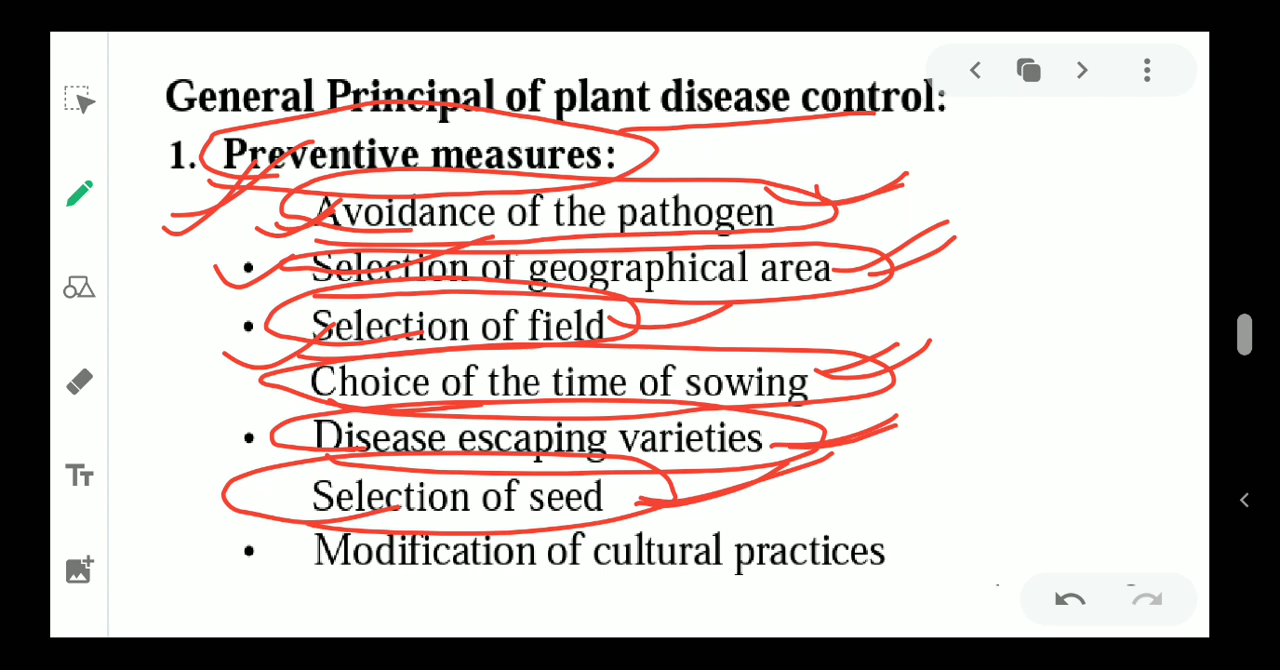 General Principal of plant disease control:
1. Preventive measures:
Avoidance of the pathogen
• Selection of geographical area
• Selection of field
Choice of the time of sowing
• Disease escaping varieties
Selection of seed
• Modification of cultural practices
Tт